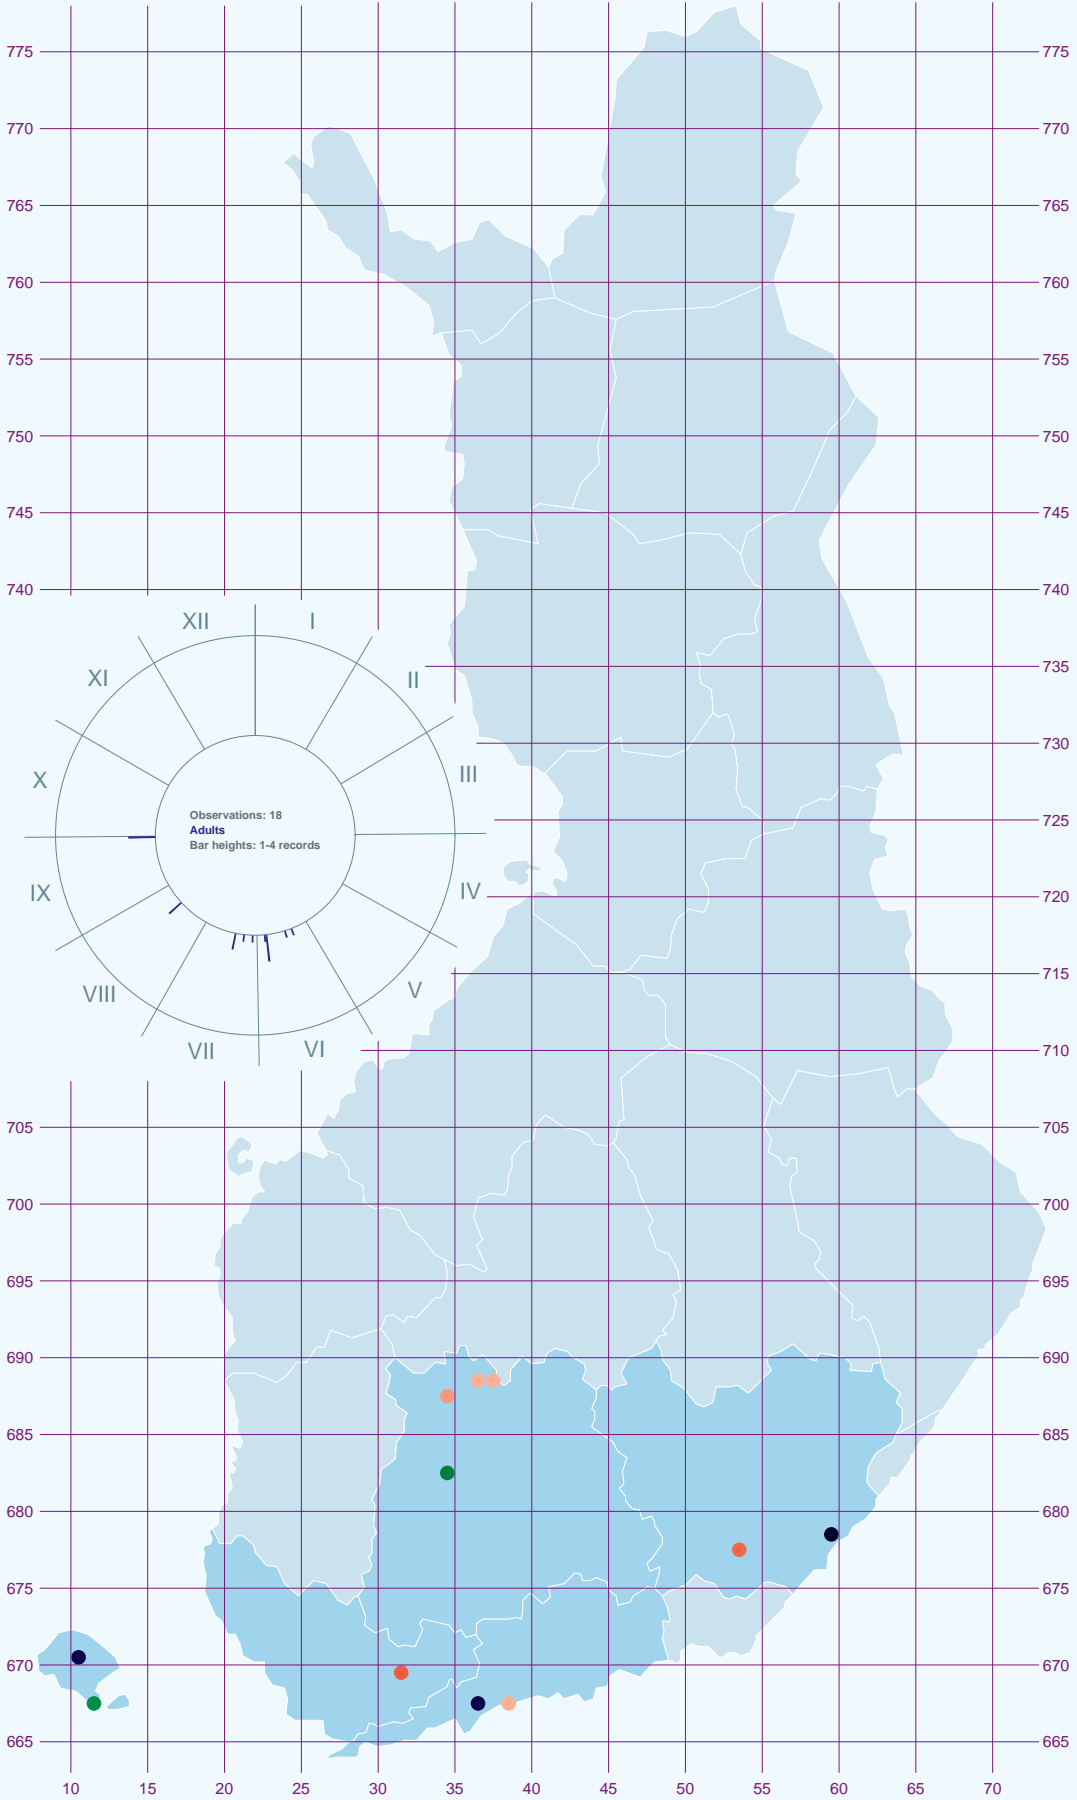 775 775
770 770
765 765
760 760
755 755
750 750
745 745
740 740
XII I
XI II
735
730
X III
Observations: 18
725
Adults
Bar heights: 1-4 records
IX IV
720
715
VIII V
VII VI
710
705 705
700 700
695 695
690 690
685 685
680 680
675 675
670 670
665 665
10 15 20 25 30 35 40 45 50 55 60 65 70